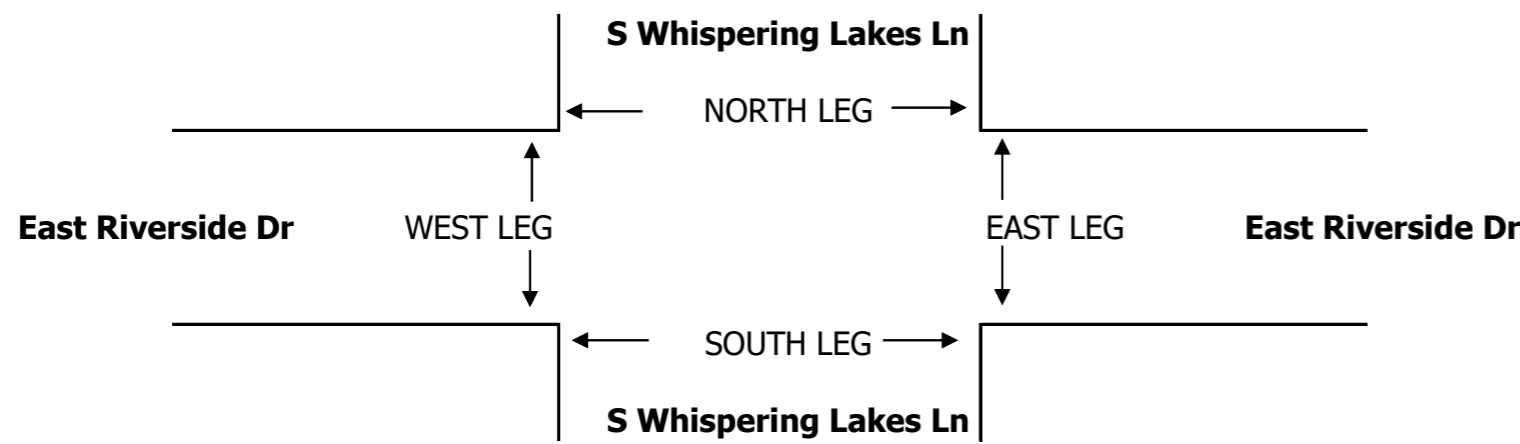 S Whispering Lakes Ln
NORTH LEG
East Riverside Dr
WEST LEG
EAST LEG
East Riverside Dr
SOUTH LEG
S Whispering Lakes Ln